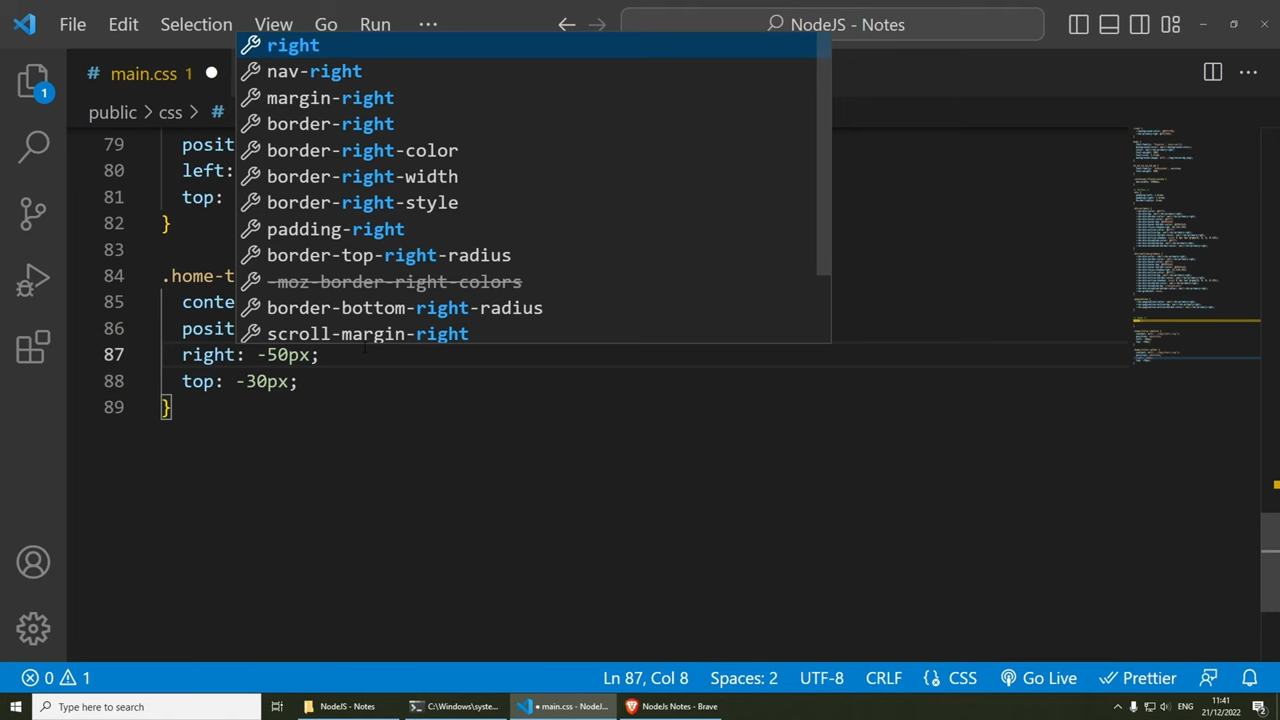 File Edit Selection View Go Run ··· NodeJS - Notes
right
nav-right
margin-right
border-right
border-right-color
border-right-width
border-right-style
padding-right
border-top-right-radius
-moz-border-right-colors
border-bottom-right-radius
scroll-margin-right
# main.css 1
public > css > #
79 posit
80 left:
81 top:
82 }
83
84 .home-t
85 conte
86 posit
87 right: -50px;
88 top: -30px;
89 }
1
0 1 Ln 87, Col 8 Spaces: 2 UTF-8 CRLF {} CSS Go Live Prettier
Type here to search NodeJS - Notes C:\Windows\syste... main.css - NodeJ... NodeJs Notes - Brave ENG 11:41
21/12/2022 2